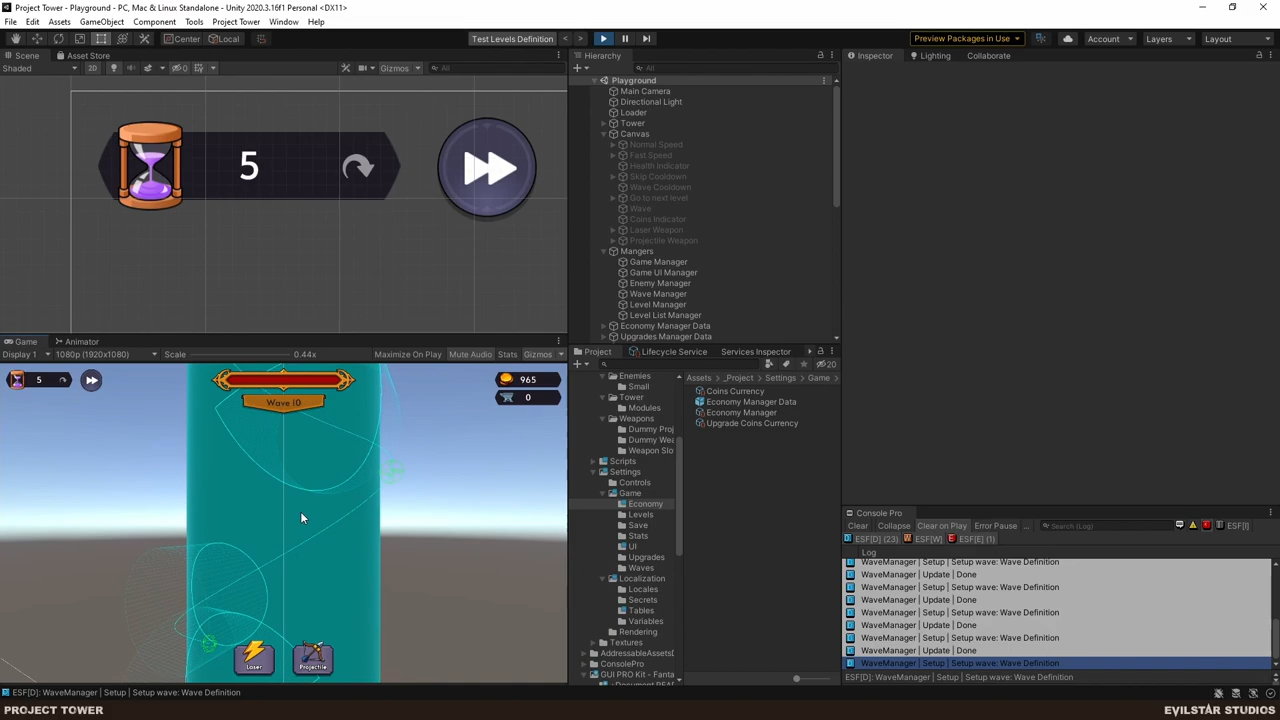 Project Tower - Playground - PC, Mac & Linux Standalone - Unity 2020.3.16f1 Personal <DX11>
File Edit Assets GameObject Component Tools Project Tower Window Help
Center Local Test Levels Definition Preview Packages in Use Account Layers Layout
Scene Asset Store
Shaded 2D 0 Gizmos All
5
Game Animator
Display 1 1080p (1920x1080) Scale 0.44x Maximize On Play Mute Audio Stats Gizmos
5
965
0
Wave 10
Laser
Projectile
Hierarchy
All
Playground
Main Camera
Directional Light
Loader
Tower
Canvas
Normal Speed
Fast Speed
Health Indicator
Skip Cooldown
Wave Cooldown
Go to next level
Wave
Coins Indicator
Laser Weapon
Projectile Weapon
Mangers
Game Manager
Game UI Manager
Enemy Manager
Wave Manager
Level Manager
Level List Manager
Economy Manager Data
Upgrades Manager Data
Project Lifecycle Service Services Inspector
20
Enemies
Small
Tower
Modules
Weapons
Dummy Proj
Dummy Wea
Weapon Slo
Scripts
Settings
Controls
Game
Economy
Levels
Save
Stats
UI
Upgrades
Waves
Localization
Locales
Secrets
Tables
Variables
Rendering
Textures
AddressableAssetsD
ConsolePro
GUI PRO Kit - Fanta
Assets _Project Settings Game
Coins Currency
Economy Manager Data
Economy Manager
Upgrade Coins Currency
Inspector Lighting Collaborate
Console Pro
Clear Collapse Clear on Play Error Pause ... Search (Log) ESF[I]
ESF[D] (23) ESF[W] ESF[E] (1)
Log
WaveManager | Setup | Setup wave: Wave Definition
WaveManager | Update | Done
WaveManager | Setup | Setup wave: Wave Definition
WaveManager | Update | Done
WaveManager | Setup | Setup wave: Wave Definition
WaveManager | Update | Done
WaveManager | Setup | Setup wave: Wave Definition
WaveManager | Update | Done
WaveManager | Setup | Setup wave: Wave Definition
ESF[D]: WaveManager | Setup | Setup wave: Wave Definition
ESF[D]: WaveManager | Setup | Setup wave: Wave Definition
PROJECT TOWER
EVILSTAR STUDIOS